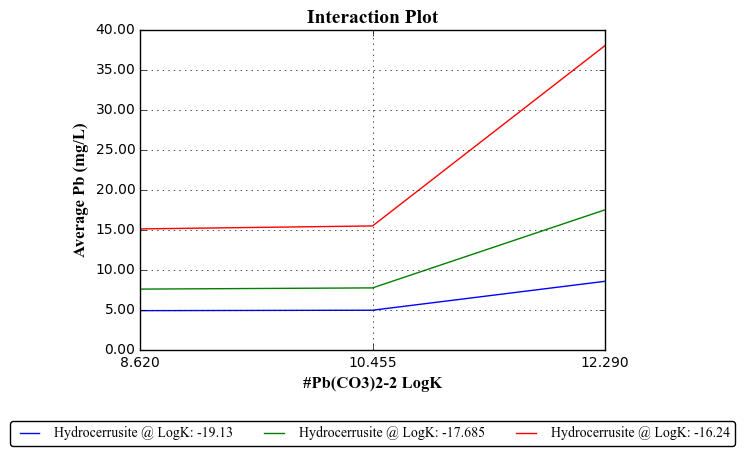 Interaction Plot
40.00
35.00
30.00
25.00
20.00
15.00
10.00
5.00
0.00
Average Pb (mg/L)
8.620
10.455
12.290
#Pb(CO3)2-2 LogK
Hydrocerrusite @ LogK: -19.13
Hydrocerrusite @ LogK: -17.685
Hydrocerrusite @ LogK: -16.24